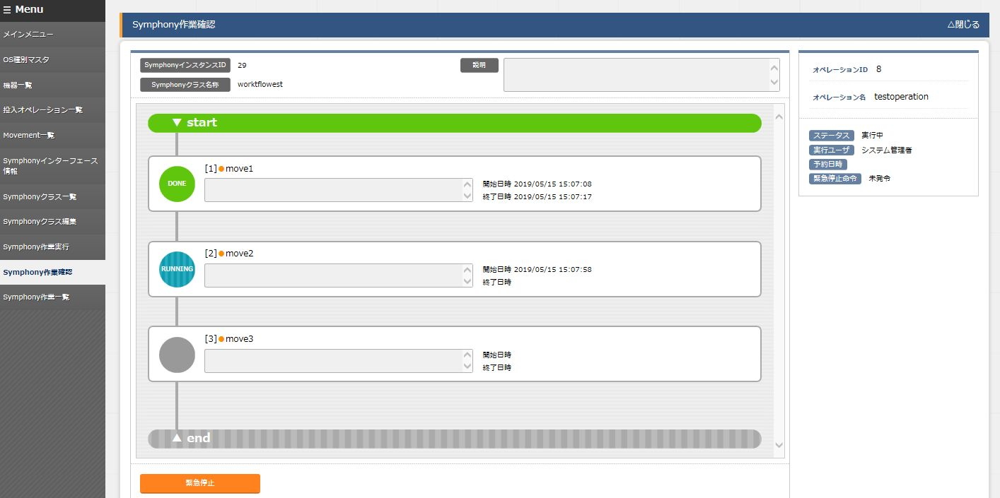 ☰ Menu
メインメニュー
OS種別マスタ
機器一覧
投入オペレーション一覧
Movement一覧
Symphonyインターフェース
情報
Symphonyクラス一覧
Symphonyクラス編集
Symphony作業実行
Symphony作業確認
Symphony作業一覧
Symphony作業確認
△閉じる
SymphonyインスタンスID 29
説明
Symphonyクラス名称 worktflowest
▼ start
[1]●move1
DONE
開始日時 2019/05/15 15:07:08
終了日時 2019/05/15 15:07:17
[2]●move2
RUNNING
開始日時 2019/05/15 15:07:58
終了日時
[3]●move3
開始日時
終了日時
▲ end
緊急停止
オペレーションID 8
オペレーション名 testoperation
ステータス 実行中
実行ユーザ システム管理者
予約日時
緊急停止命令 未発令